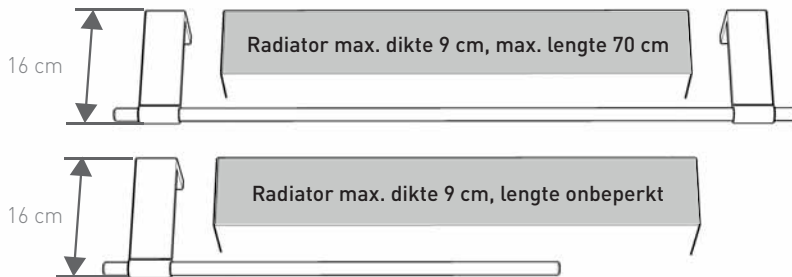 Radiator max. dikte 9 cm, max. lengte 70 cm
16 cm
Radiator max. dikte 9 cm, lengte onbeperkt
16 cm